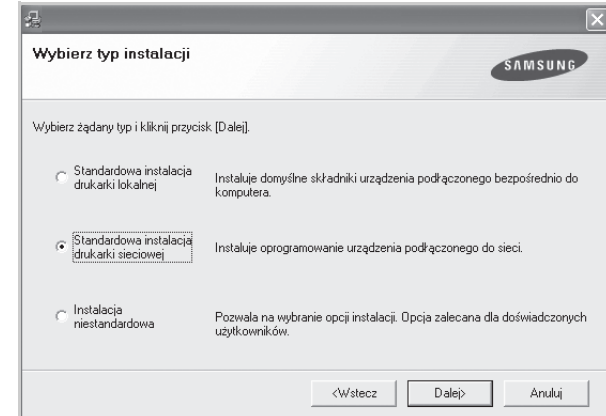 Wybierz typ instalacji
SAMSUNG
Wybierz żądany typ i kliknij przycisk [Dalej].
Standardowa instalacja
drukarki lokalnej
Instaluje domyślne składniki urządzenia podłączonego bezpośrednio do
komputera.
Standardowa instalacja
drukarki sieciowej
Instaluje oprogramowanie urządzenia podłączonego do sieci.
Instalacja
niestandardowa
Pozwala na wybranie opcji instalacji. Opcja zalecana dla doświadczonych
użytkowników.
<Wstecz
Dalej>
Anuluj